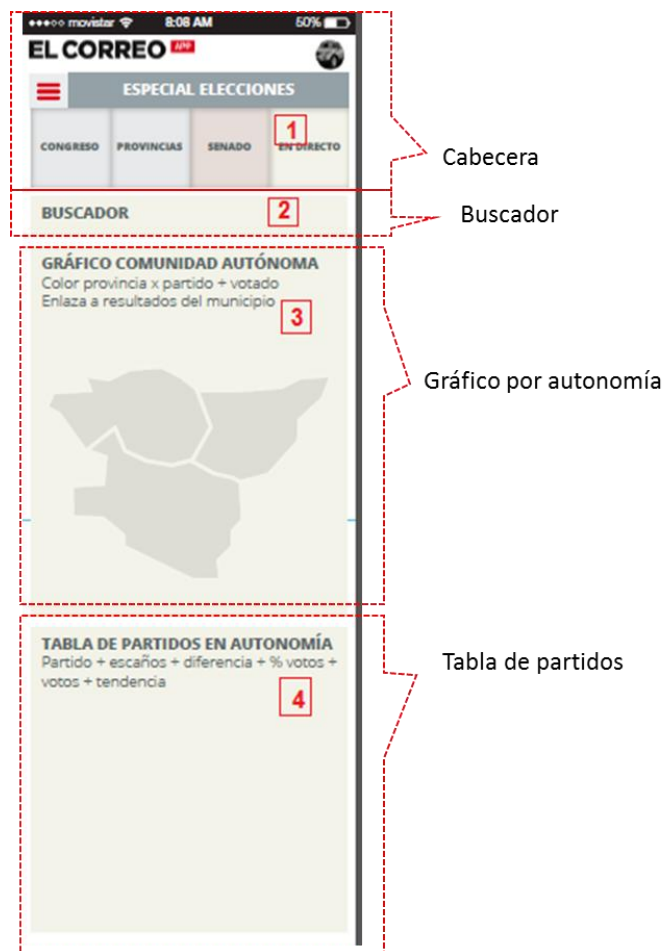 movistar 8:08 AM 50%
EL CORREO APP
ESPECIAL ELECCIONES
CONGRESO PROVINCIAS SENADO EN DIRECTO
1
Cabecera
BUSCADOR
2
Buscador
GRÁFICO COMUNIDAD AUTÓNOMA
Color provincia x partido + votado
Enlaza a resultados del municipio
3
Gráfico por autonomía
TABLA DE PARTIDOS EN AUTONOMÍA
Partido + escaños + diferencia + % votos +
votos + tendencia
4
Tabla de partidos